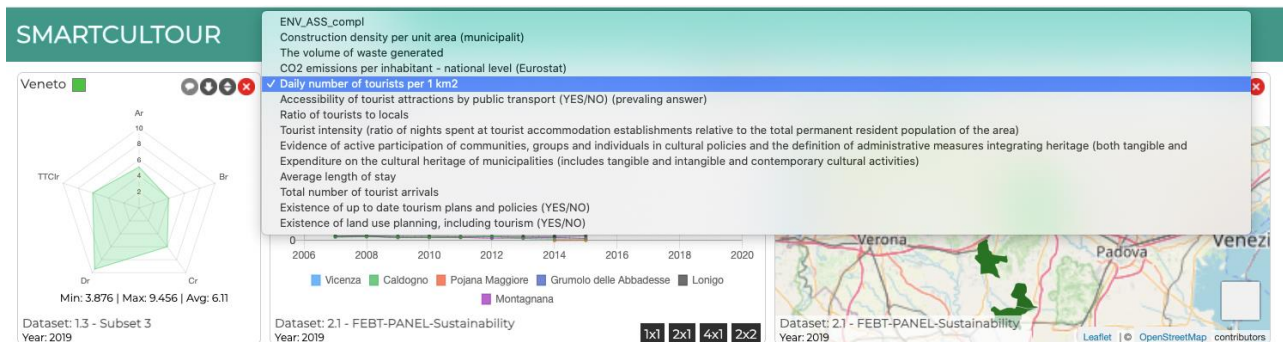 SMARTCULTOUR
ENV_ASS_compl
Construction density per unit area (municipalit)
The volume of waste generated
CO2 emissions per inhabitant - national level (Eurostat)
✓ Daily number of tourists per 1 km2
Accessibility of tourist attractions by public transport (YES/NO) (prevaling answer)
Ratio of tourists to locals
Tourist intensity (ratio of nights spent at tourist accommodation establishments relative to the total permanent resident population of the area)
Evidence of active participation of communities, groups and individuals in cultural policies and the definition of administrative measures integrating heritage (both tangible and
Expenditure on the cultural heritage of municipalities (includes tangible and intangible and contemporary cultural activities)
Average length of stay
Total number of tourist arrivals
Existence of up to date tourism plans and policies (YES/NO)
Existence of land use planning, including tourism (YES/NO)
Veneto
Ar
10
8
6
4
2
TTCIr
Br
Dr
Cr
Min: 3.876 | Max: 9.456 | Avg: 6.11
Dataset: 1.3 - Subset 3
Year: 2019
0
2006 2008 2010 2012 2014 2016 2018 2020
Vicenza Caldogno Pojana Maggiore Grumolo delle Abbadesse Lonigo
Montagnana
Dataset: 2.1 - FEBT-PANEL-Sustainability
Year: 2019
1x1 2x1 4x1 2x2
Verona
Padova
Venezi
Dataset: 2.1 - FEBT-PANEL-Sustainability
Year: 2019
Leaflet | © OpenStreetMap contributors